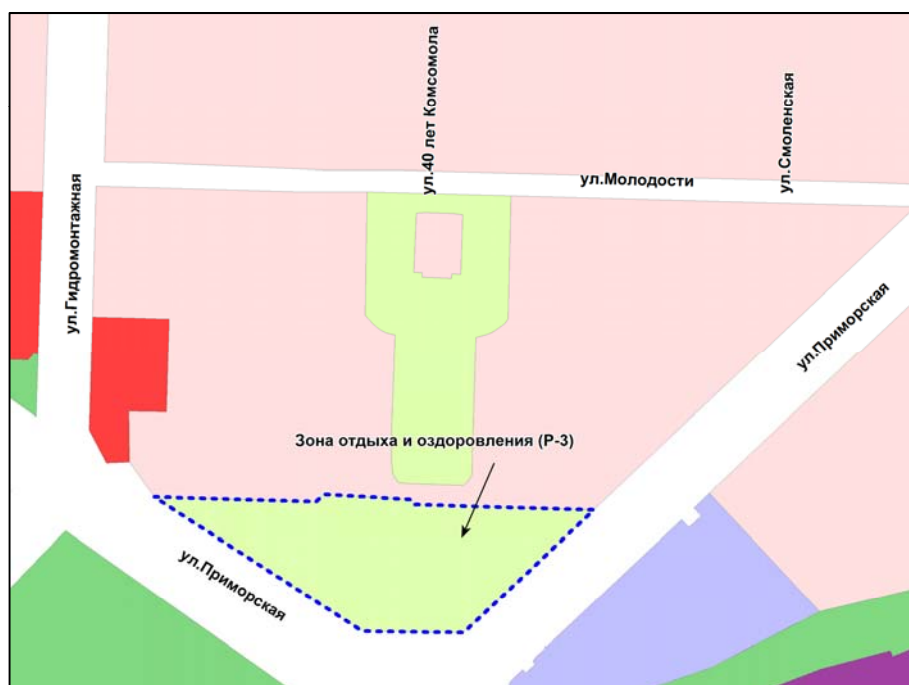 ул.40 лет Комсомола
ул.Смоленская
ул.Молодости
ул.Гидромонтажная
ул.Приморская
Зона отдыха и оздоровления (Р-3)
ул.Приморская